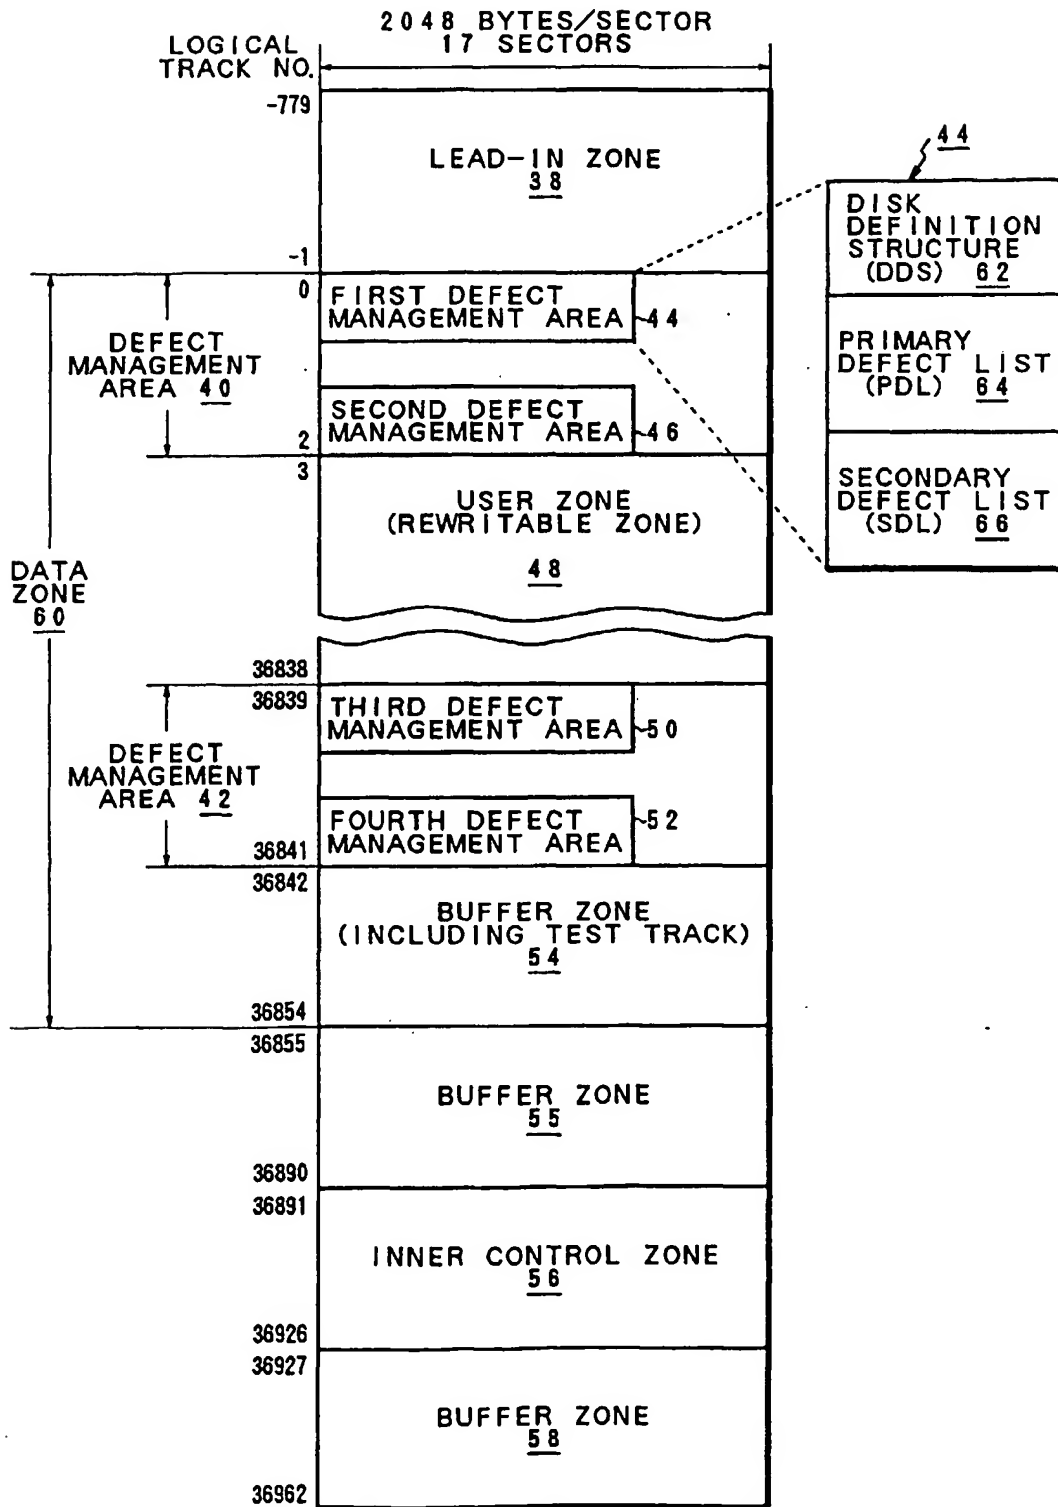 2048 BYTES/SECTOR
17 SECTORS
LOGICAL
TRACK NO.
-779
LEAD-IN ZONE
38
-1
0
FIRST DEFECT
MANAGEMENT AREA
44
DEFECT
MANAGEMENT
AREA 40
SECOND DEFECT
MANAGEMENT AREA
46
2
3
USER ZONE
(REWRITABLE ZONE)
48
44
DISK
DEFINITION
STRUCTURE
(DDS) 62
PRIMARY
DEFECT LIST
(PDL) 64
SECONDARY
DEFECT LIST
(SDL) 66
DATA
ZONE
60
36838
36839
THIRD DEFECT
MANAGEMENT AREA
50
DEFECT
MANAGEMENT
AREA 42
FOURTH DEFECT
MANAGEMENT AREA
52
36841
36842
BUFFER ZONE
(INCLUDING TEST TRACK)
54
36854
36855
BUFFER ZONE
55
36890
36891
INNER CONTROL ZONE
56
36926
36927
BUFFER ZONE
58
36962